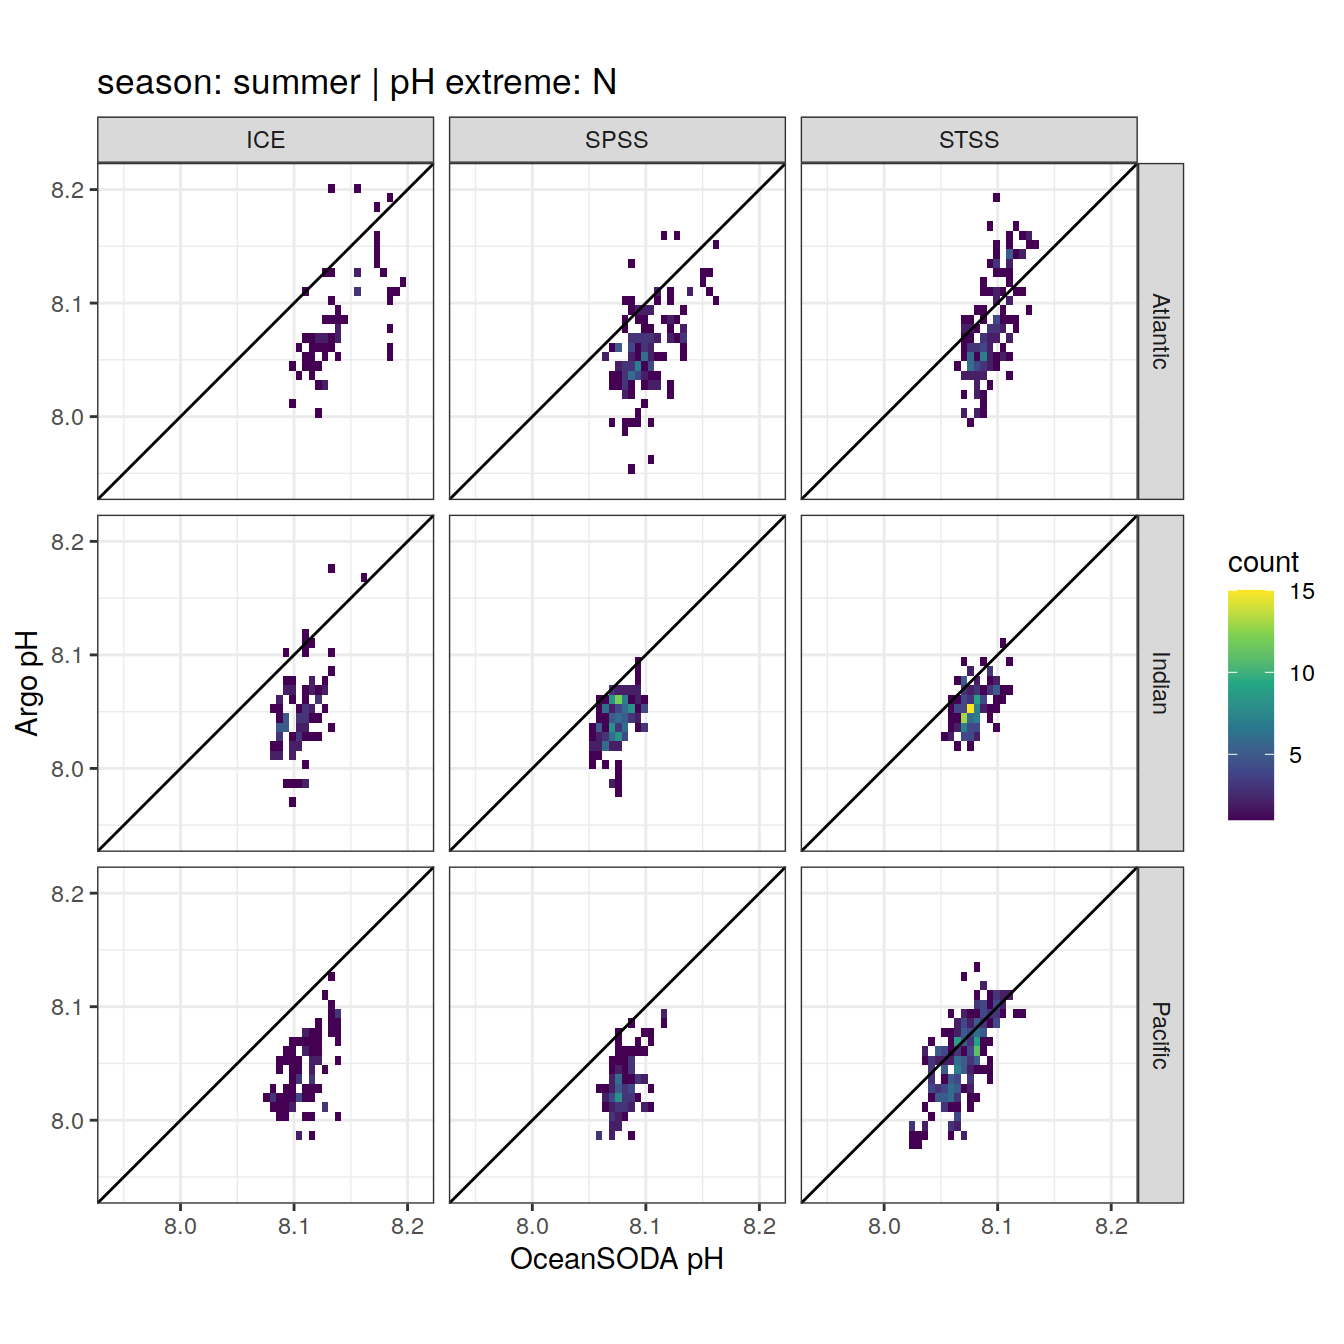 season: summer | pH extreme: N
ICE SPSS STSS
8.2
8.1
8.0
Atlantic
8.2
8.1
8.0
Indian
8.2
8.1
8.0
Pacific
8.0 8.1 8.2 8.0 8.1 8.2 8.0 8.1 8.2
OceanSODA pH
Argo pH
count
15
10
5